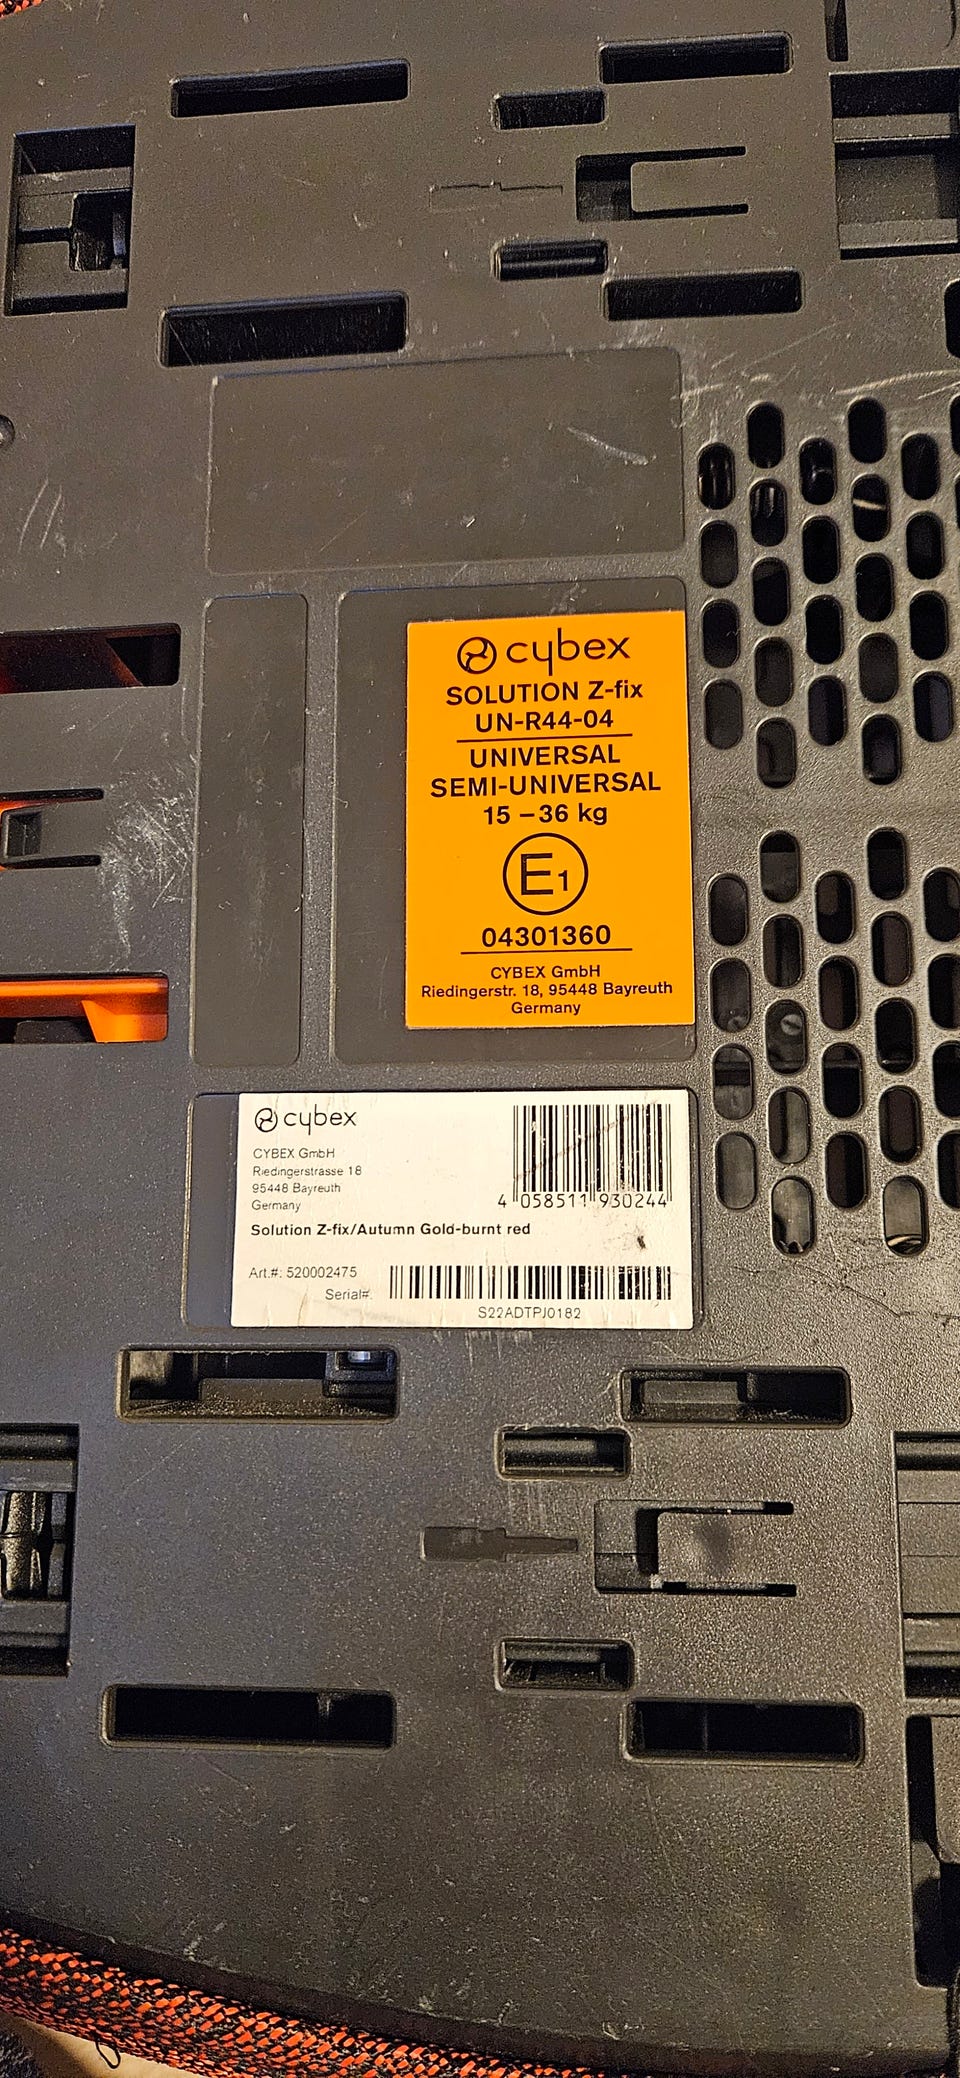 cybex
SOLUTION Z-fix
UN-R44-04
UNIVERSAL
SEMI-UNIVERSAL
15 – 36 kg
E1
04301360
CYBEX GmbH
Riedingerstr. 18, 95448 Bayreuth
Germany
cybex
CYBEX GmbH
Riedingerstrasse 18
95448 Bayreuth
Germany
4 058511 930244
Solution Z-fix/Autumn Gold-burnt red
Art.#: 520002475
Serial#:
S22ADTPJ0182